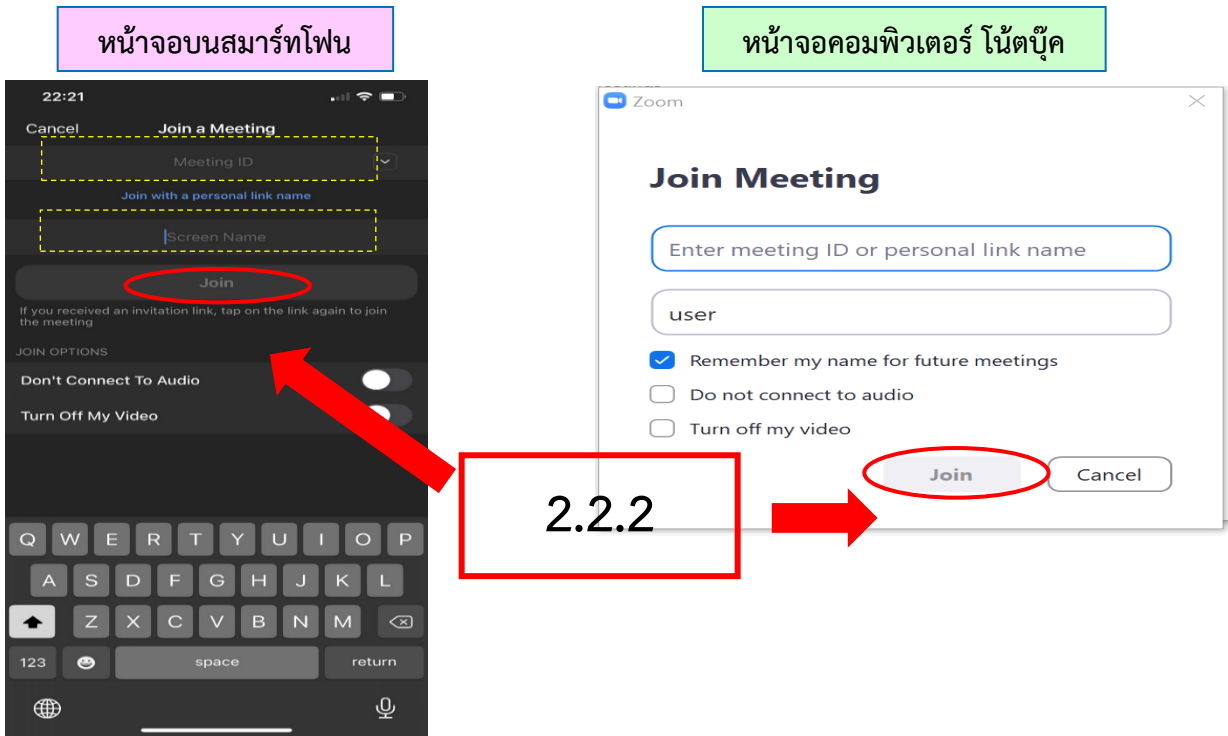 หน้าจอบนสมาร์ทโฟน
หน้าจอคอมพิวเตอร์ โน้ตบุ๊ค
22:21
Cancel
Join a Meeting
Meeting ID
Join with a personal link name
Screen Name
Join
If you received an invitation link, tap on the link again to join
the meeting
JOIN OPTIONS
Don't Connect To Audio
Turn Off My Video
Q W E R T Y U I O P
A S D F G H J K L
Z X C V B N M
123
space
return
2.2.2
Zoom
Join Meeting
Enter meeting ID or personal link name
user
Remember my name for future meetings
Do not connect to audio
Turn off my video
Join
Cancel